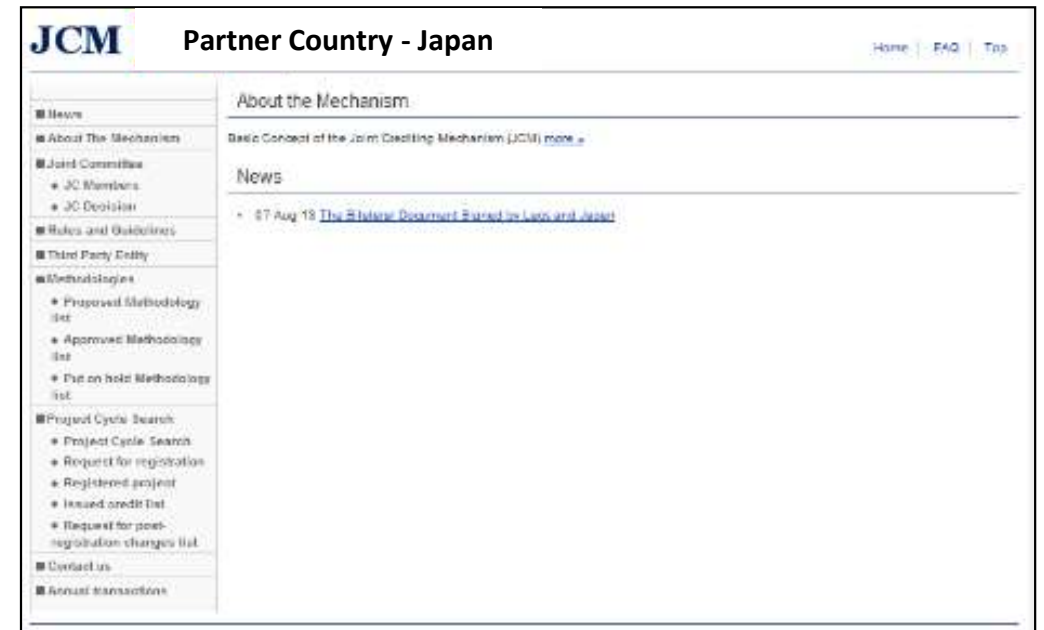 JCM
Partner Country - Japan
Home | FAQ | Top
News
About The Mechanism
Joint Committee
JC Members
JC Decision
Rules and Guidelines
Third Party Entity
Methodologies
Proposed Methodology
list
Approved Methodology
list
Put on hold Methodology
list
Project Cycle Search
Project Cycle Search
Request for registration
Registered project
Issued credit list
Request for post-
registration changes list
Contact us
Annual transactions
About the Mechanism
Basic Concept of the Joint Crediting Mechanism (JCM) more »
News
07 Aug 13 The Bilateral Document Signed by Laos and Japan